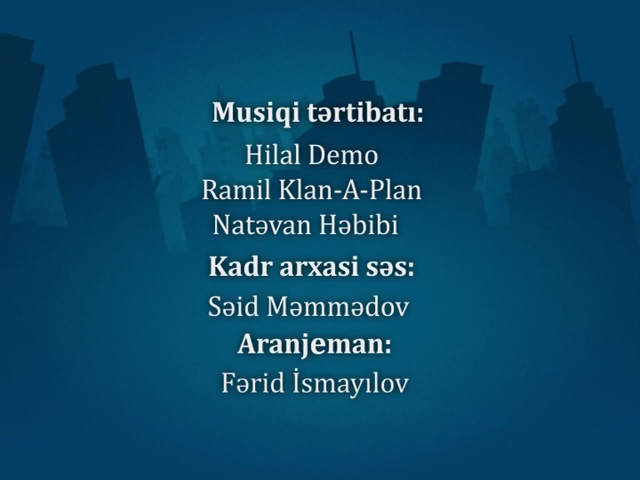 Musiqi tərtibatı:
Hilal Demo
Ramil Klan-A-Plan
Natəvan Həbibi
Kadr arxasi səs:
Səid Məmmədov
Aranjeman:
Fərid İsmayılov